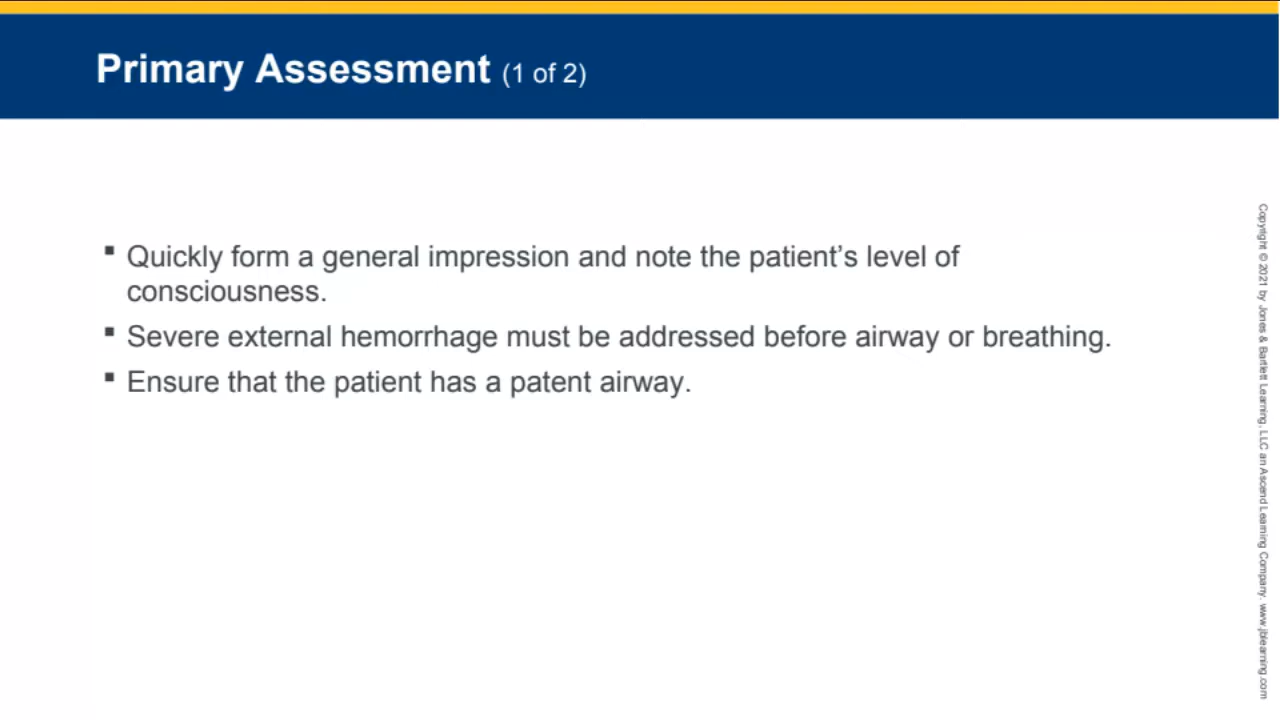 Primary Assessment (1 of 2)
▪ Quickly form a general impression and note the patient’s level of
consciousness.
▪ Severe external hemorrhage must be addressed before airway or breathing.
▪ Ensure that the patient has a patent airway.
Copyright © 2021 by Jones & Bartlett Learning, LLC an Ascend Learning Company. www.jblearning.com